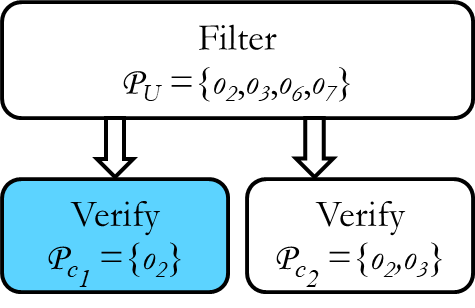 Filter
𝒫U = {o2,o3,o6,o7}
Verify
𝒫c1 = {o2}
Verify
𝒫c2 = {o2,o3}